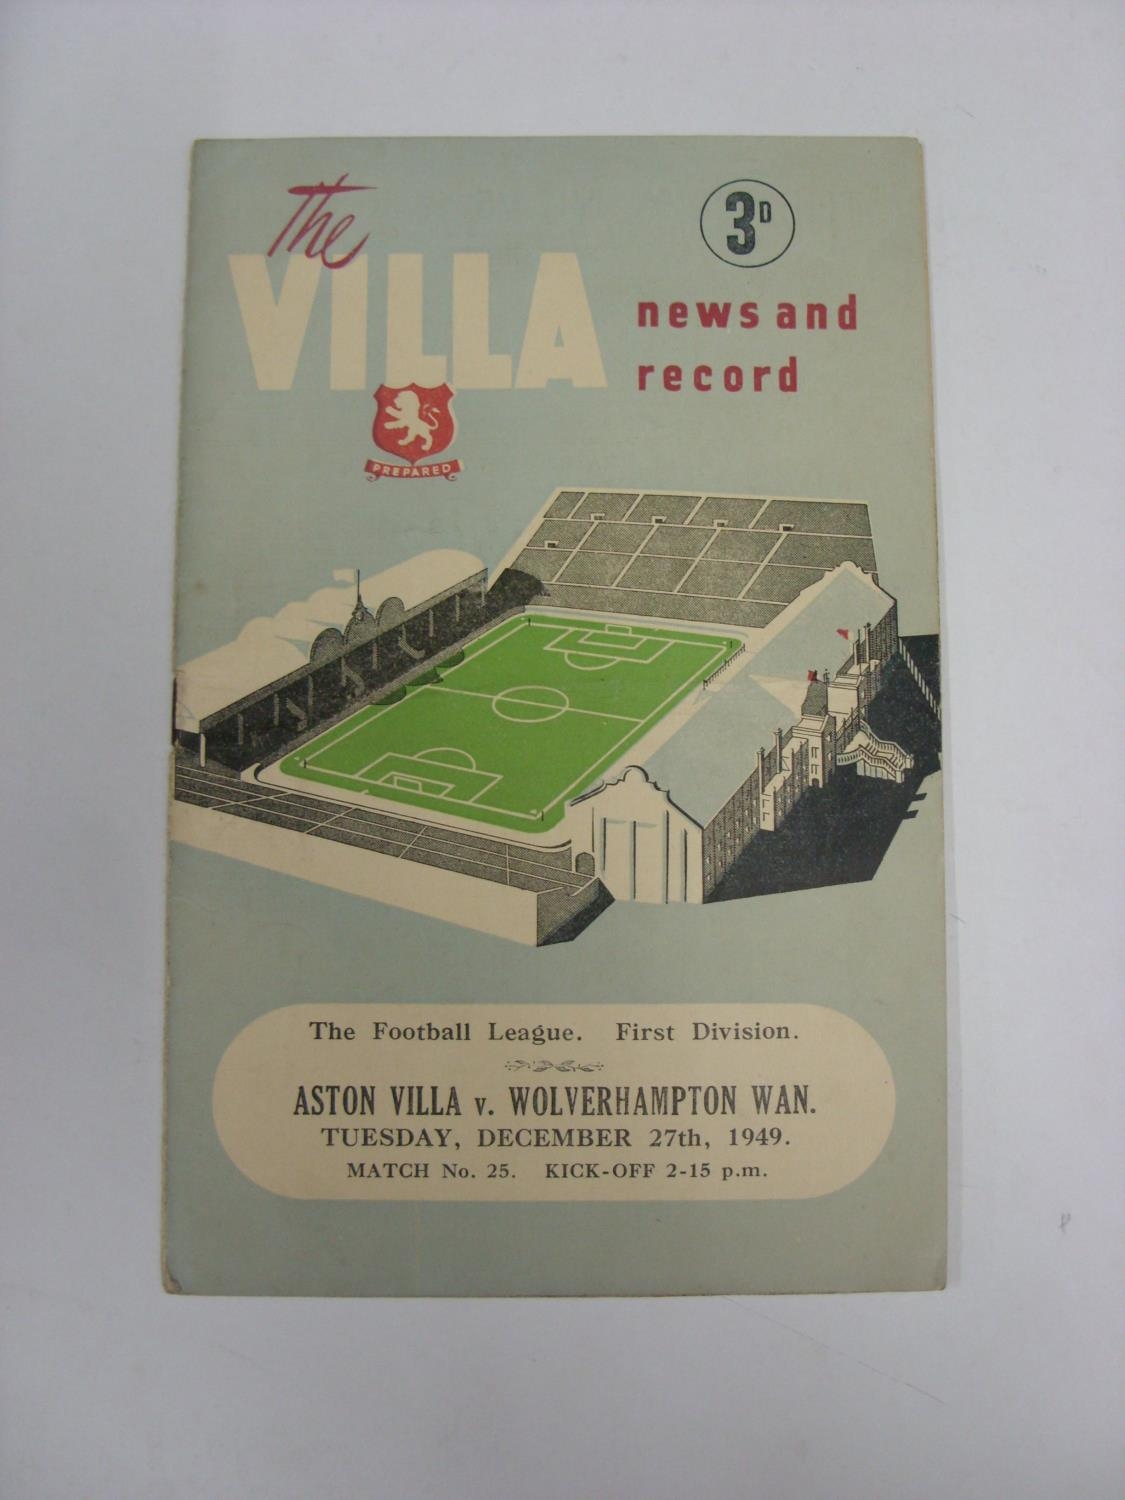 The
VILLA
3D
news and
record
PREPARED
The Football League. First Division.
ASTON VILLA v. WOLVERHAMPTON WAN.
TUESDAY, DECEMBER 27th, 1949.
MATCH No. 25. KICK-OFF 2-15 p.m.